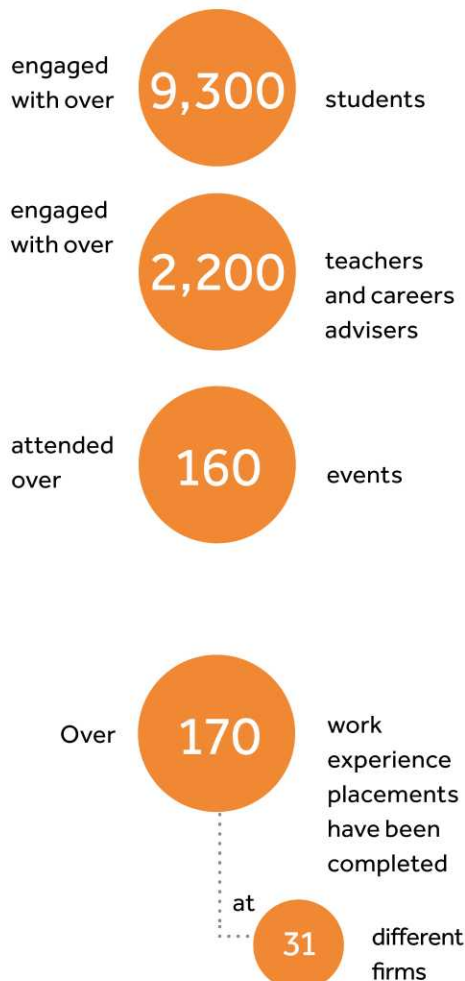 engaged
with over
9,300
students
engaged
with over
2,200
teachers
and careers
advisers
attended
over
160
events
Over
170
work
experience
placements
have been
completed
at
31
different
firms